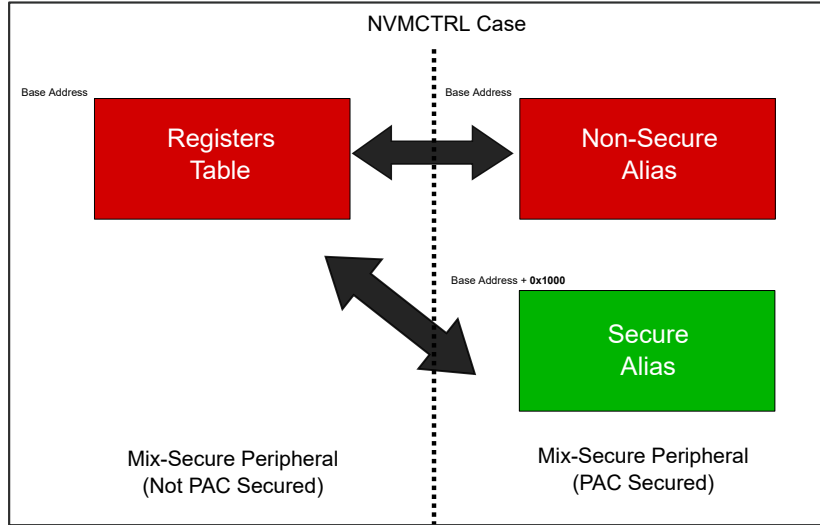 NVMCTRL Case
Base Address
Registers
Table
Base Address
Non-Secure
Alias
Base Address + 0x1000
Secure
Alias
Mix-Secure Peripheral
(Not PAC Secured)
Mix-Secure Peripheral
(PAC Secured)